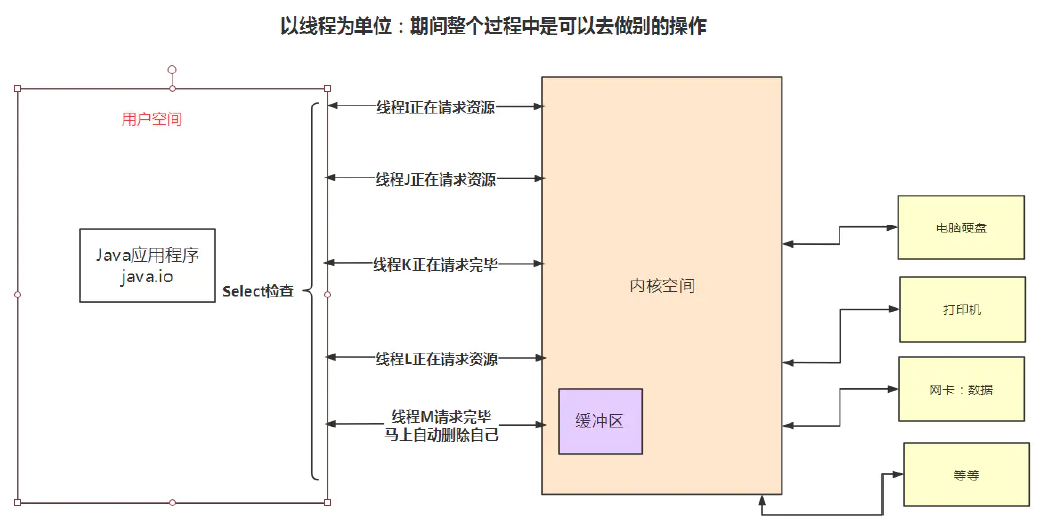 以线程为单位：期间整个过程中是可以去做别的操作
用户空间
Java应用程序
java.io
Select检查
线程I正在请求资源
线程J正在请求资源
线程K正在请求完毕
线程L正在请求资源
线程M请求完毕
马上自动删除自己
内核空间
缓冲区
电脑硬盘
打印机
网卡：数据
等等